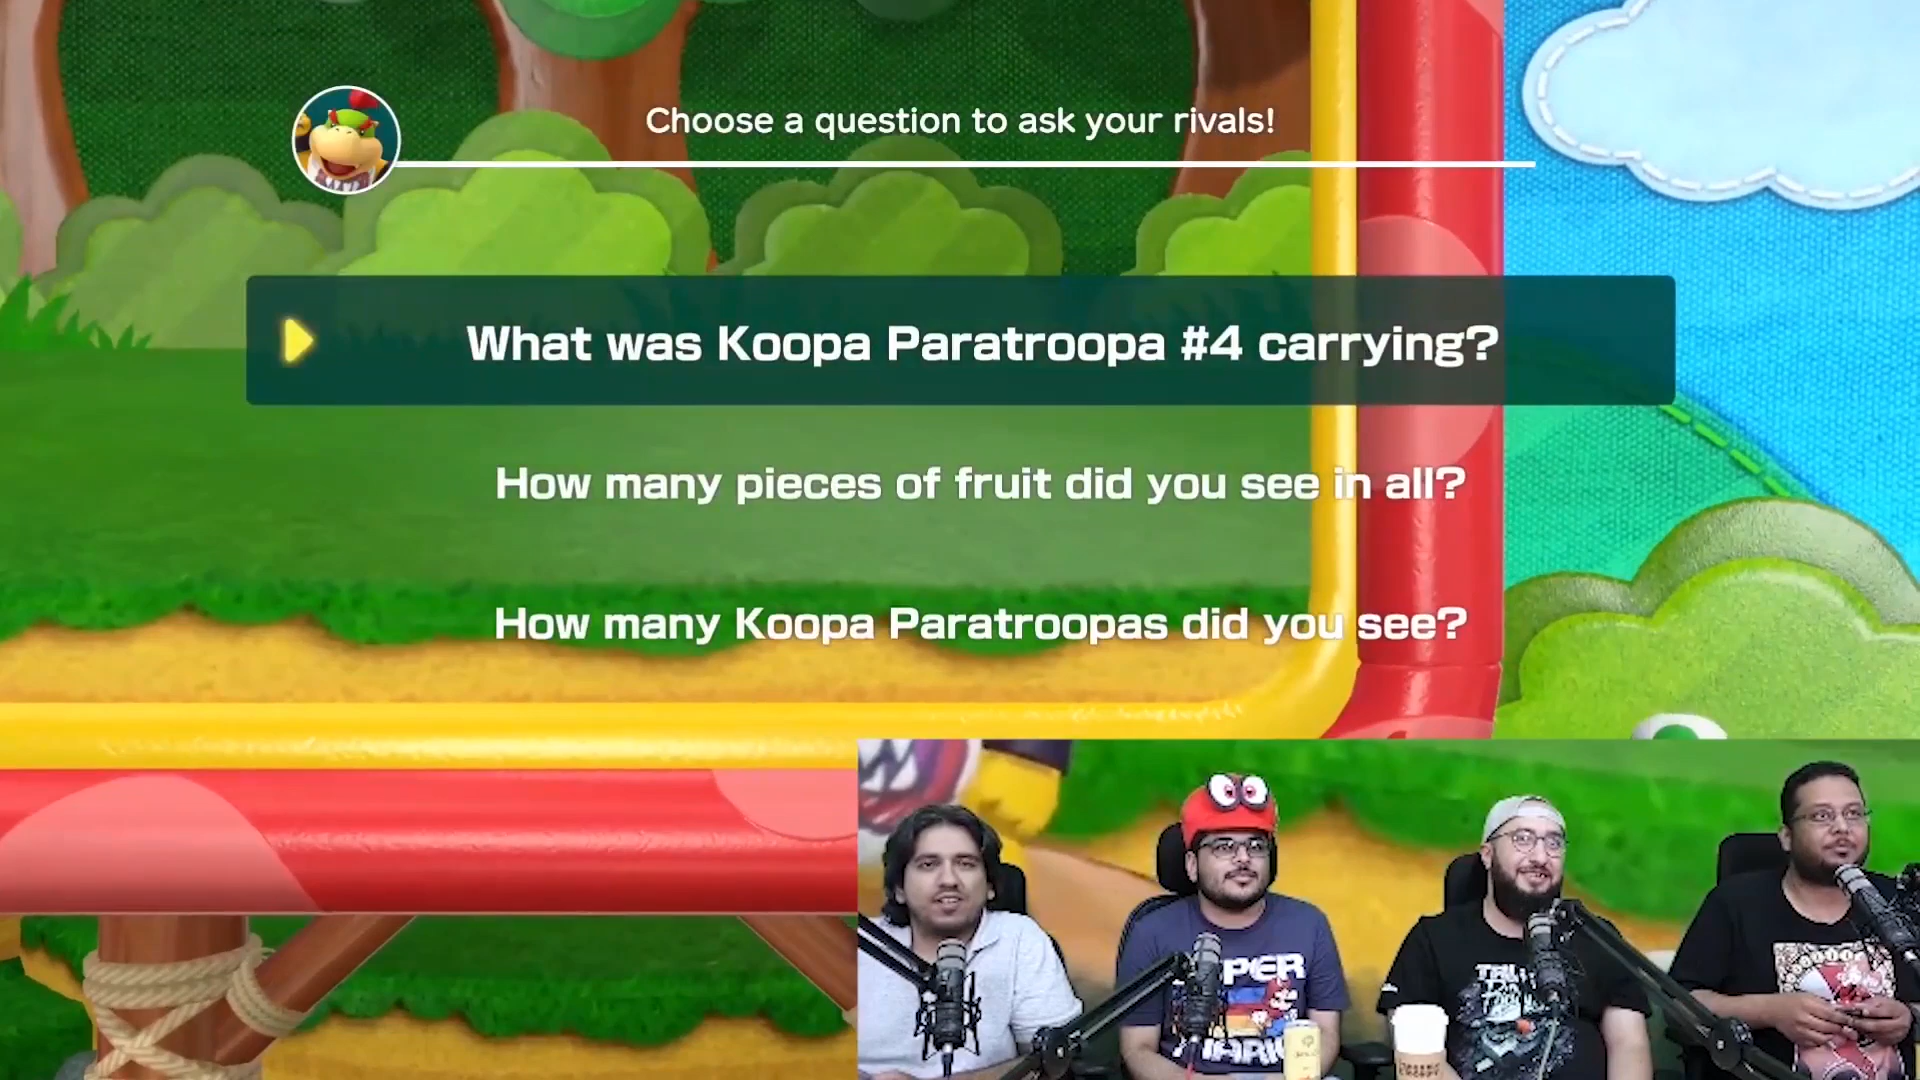 Choose a question to ask your rivals!
What was Koopa Paratroopa #4 carrying?
How many pieces of fruit did you see in all?
How many Koopa Paratroopas did you see?